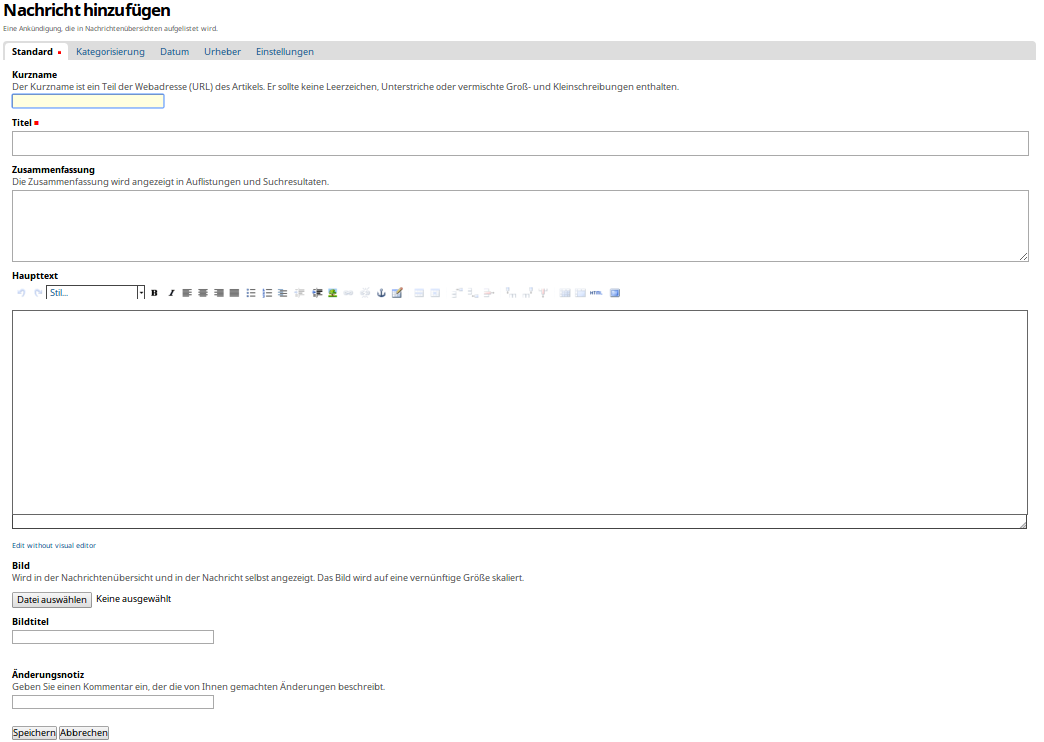 Nachricht hinzufügen
Eine Ankündigung, die in Nachrichtenübersichten aufgelistet wird.
Standard Kategorisierung Datum Urheber Einstellungen
Kurzname
Der Kurzname ist ein Teil der Webadresse (URL) des Artikels. Er sollte keine Leerzeichen, Unterstriche oder vermischte Groß- und Kleinschreibungen enthalten.
Titel
Zusammenfassung
Die Zusammenfassung wird angezeigt in Auflistungen und Suchresultaten.
Haupttext
Stil... B I HTML
Edit without visual editor
Bild
Wird in der Nachrichtenübersicht und in der Nachricht selbst angezeigt. Das Bild wird auf eine vernünftige Größe skaliert.
Datei auswählen Keine ausgewählt
Bildtitel
Änderungsnotiz
Geben Sie einen Kommentar ein, der die von Ihnen gemachten Änderungen beschreibt.
Speichern Abbrechen